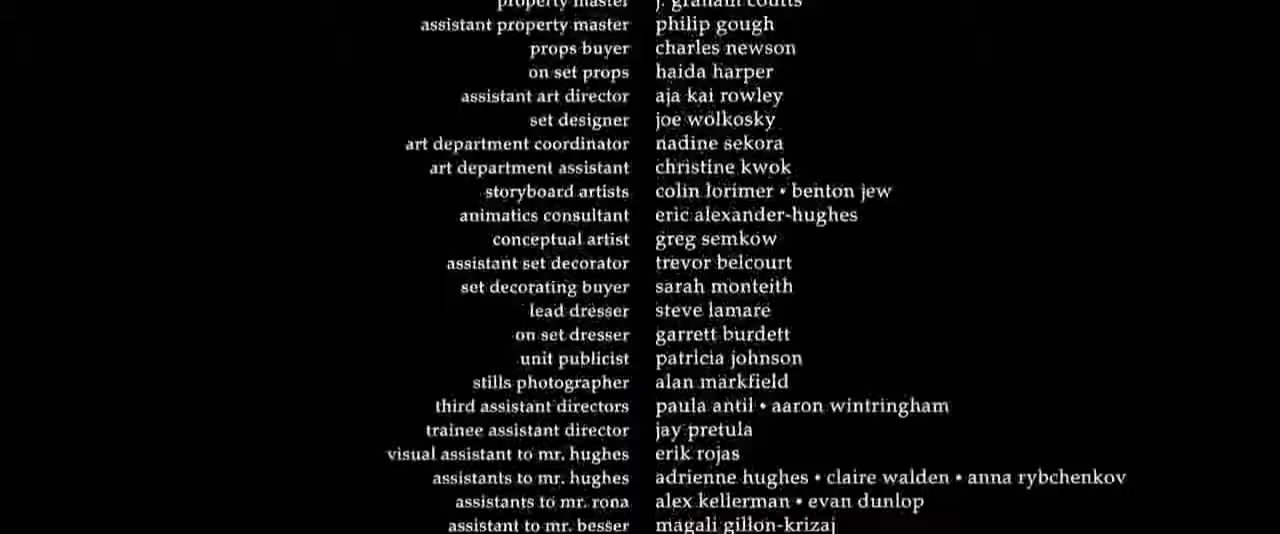 property master j. graham coutts
assistant property master philip gough
props buyer charles newson
on set props haida harper
assistant art director aja kai rowley
set designer joe wolkosky
art department coordinator nadine sekora
art department assistant christine kwok
storyboard artists colin lorimer • benton jew
animatics consultant eric alexander-hughes
conceptual artist greg semkow
assistant set decorator trevor belcourt
set decorating buyer sarah monteith
lead dresser steve lamare
on set dresser garrett burdett
unit publicist patricia johnson
stills photographer alan markfield
third assistant directors paula antil • aaron wintringham
trainee assistant director jay pretula
visual assistant to mr. hughes erik rojas
assistants to mr. hughes adrienne hughes • claire walden • anna rybchenkov
assistants to mr. rona alex kellerman • evan dunlop
assistant to mr. besser magali gillon-krizaj